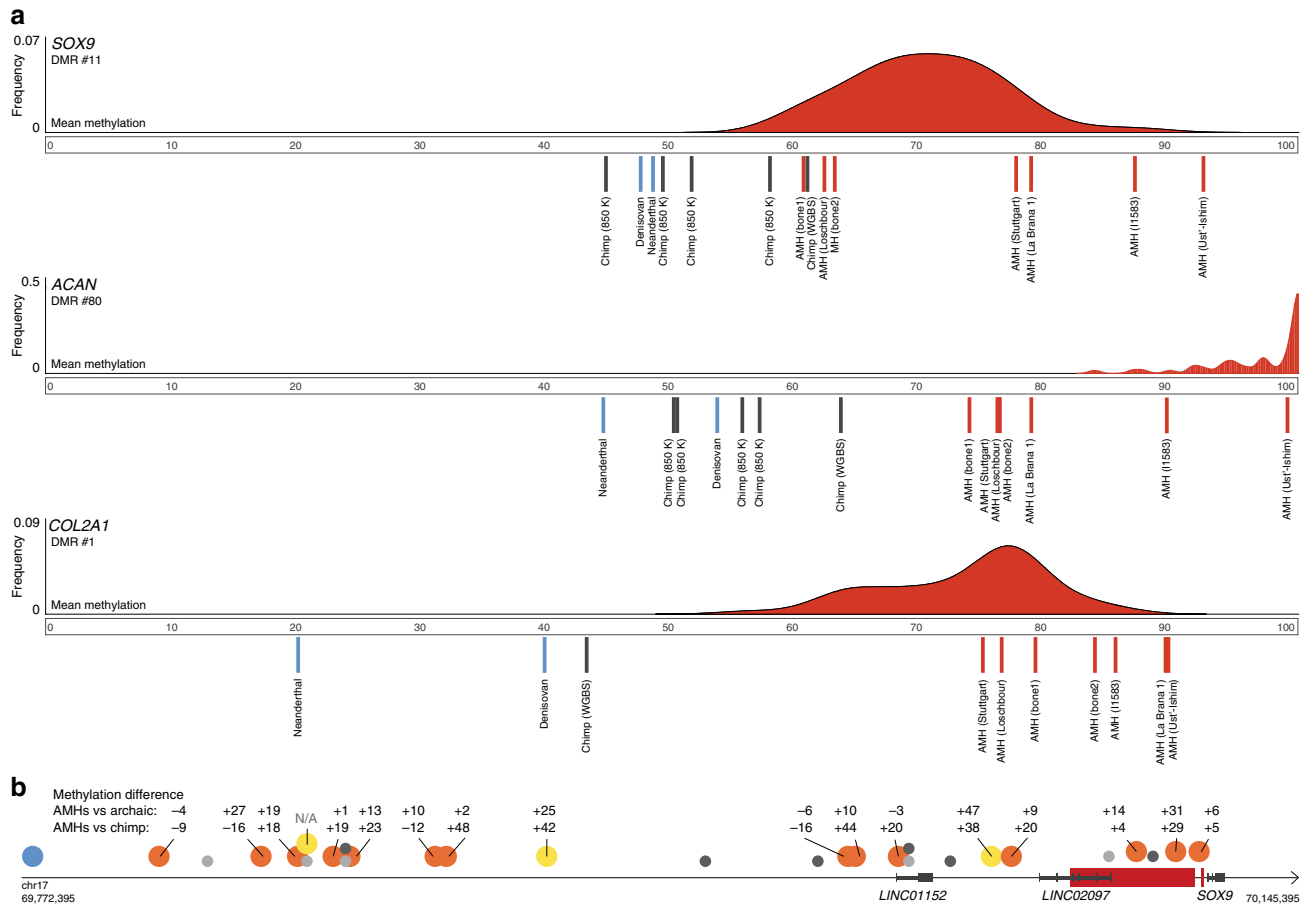 a
0.07
SOX9
DMR #11
Frequency
0
Mean methylation
0 10 20 30 40 50 60 70 80 90 100
Chimp (850 K)
Denisovan
Neanderthal
Chimp (850 K)
Chimp (850 K)
Chimp (850 K)
AMH (bone1)
Chimp (WGBS)
AMH (Loschbour)
MH (bone2)
AMH (Stuttgart)
AMH (La Brana 1)
AMH (I1583)
AMH (Ust'-Ishim)
0.5
ACAN
DMR #80
Frequency
0
Mean methylation
0 10 20 30 40 50 60 70 80 90 100
Neanderthal
Chimp (850 K)
Chimp (850 K)
Denisovan
Chimp (850 K)
Chimp (850 K)
Chimp (WGBS)
AMH (bone1)
AMH (Stuttgart)
AMH (Loschbour)
AMH (bone2)
AMH (La Brana 1)
AMH (I1583)
AMH (Ust'-Ishim)
0.09
COL2A1
DMR #1
Frequency
0
Mean methylation
0 10 20 30 40 50 60 70 80 90 100
Neanderthal
Denisovan
Chimp (WGBS)
AMH (Stuttgart)
AMH (Loschbour)
AMH (bone1)
AMH (bone2)
AMH (I1583)
AMH (La Brana 1)
AMH (Ust'-Ishim)
b
Methylation difference
AMHs vs archaic: −4 +27 +19 +1 +13 +10 +2 +25 −6 +10 −3 +47 +9 +14 +31 +6
N/A
AMHs vs chimp: −9 −16 +18 +19 +23 −12 +48 +42 −16 +44 +20 +38 +20 +4 +29 +5
chr17
69,772,395
LINC01152
LINC02097
SOX9
70,145,395